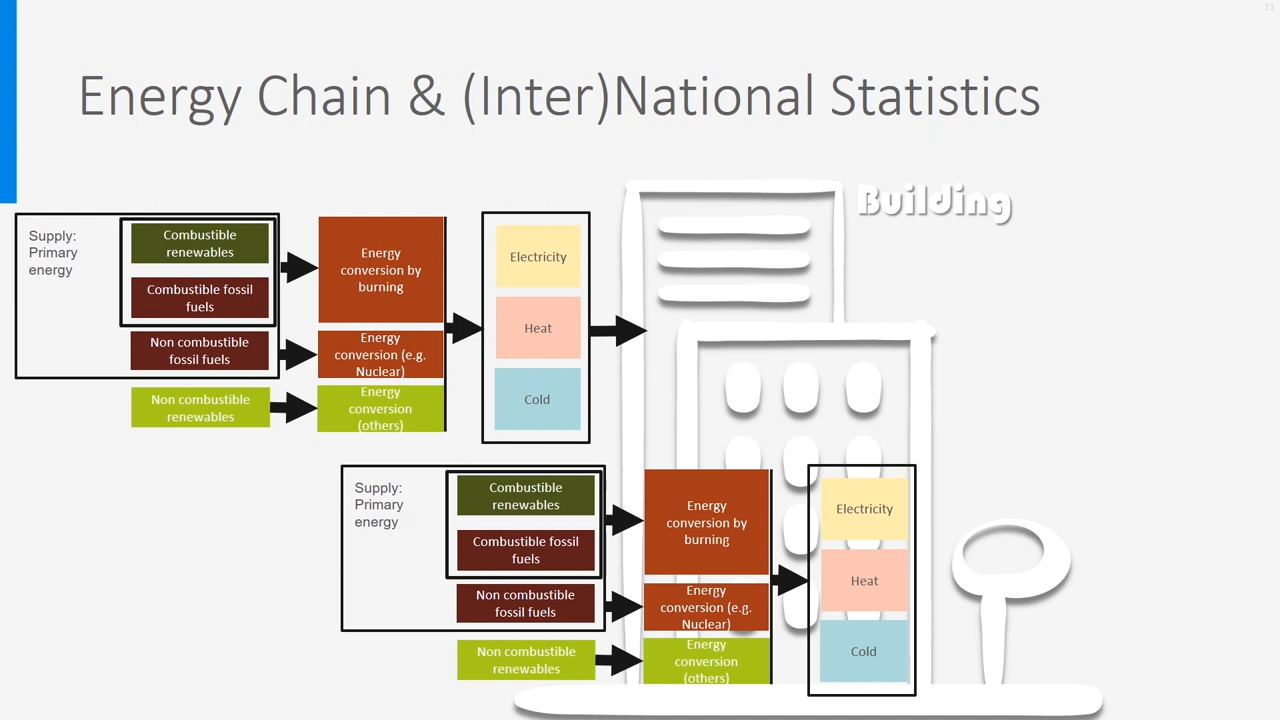 11
Energy Chain & (Inter)National Statistics
Building
Supply:
Primary
energy
Combustible
renewables
Combustible fossil
fuels
Non combustible
fossil fuels
Non combustible
renewables
Energy
conversion by
burning
Energy
conversion (e.g.
Nuclear)
Energy
conversion
(others)
Electricity
Heat
Cold
Supply:
Primary
energy
Combustible
renewables
Combustible fossil
fuels
Non combustible
fossil fuels
Non combustible
renewables
Energy
conversion by
burning
Energy
conversion (e.g.
Nuclear)
Energy
conversion
(others)
Electricity
Heat
Cold